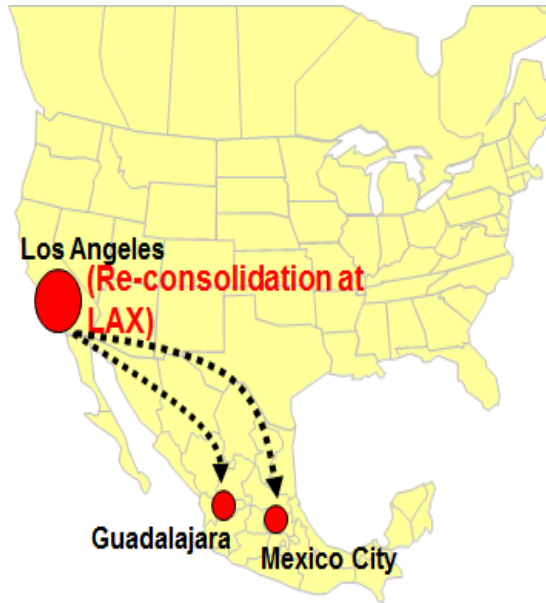 Los Angeles
(Re-consolidation at
LAX)
Guadalajara
Mexico City